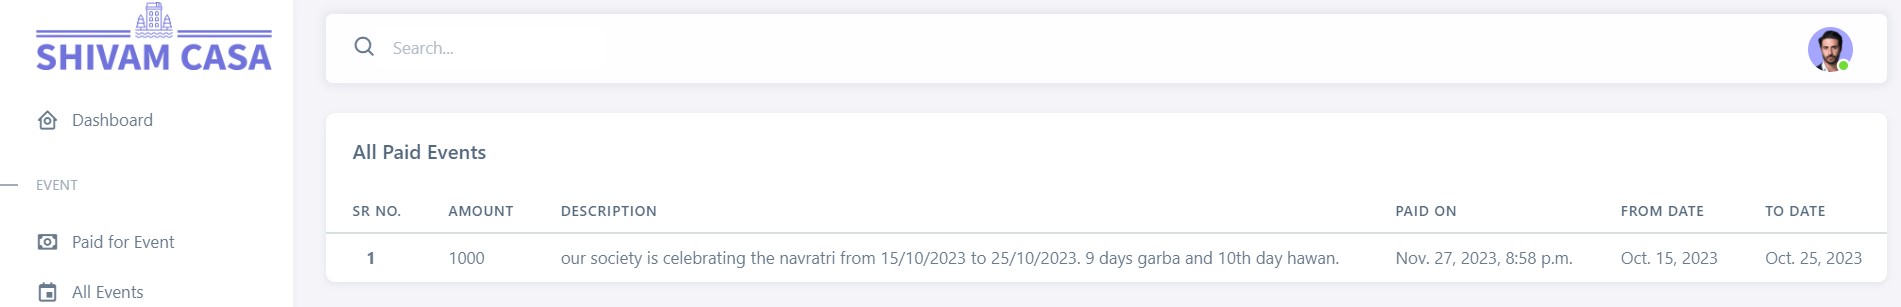 SHIVAM CASA
Search...
Dashboard
EVENT
Paid for Event
All Events
All Paid Events
SR NO. AMOUNT DESCRIPTION PAID ON FROM DATE TO DATE
1 1000 our society is celebrating the navratri from 15/10/2023 to 25/10/2023. 9 days garba and 10th day hawan. Nov. 27, 2023, 8:58 p.m. Oct. 15, 2023 Oct. 25, 2023